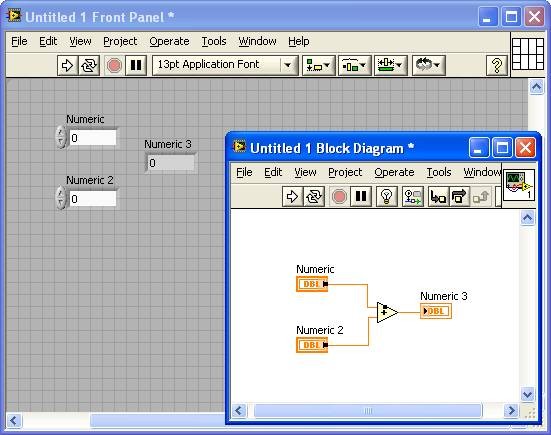 Untitled 1 Front Panel *
File Edit View Project Operate Tools Window Help
13pt Application Font
?
Numeric
0
Numeric 3
0
Numeric 2
0
Untitled 1 Block Diagram *
File Edit View Project Operate Tools Window
1
Numeric
DBL
Numeric 3
DBL
Numeric 2
DBL